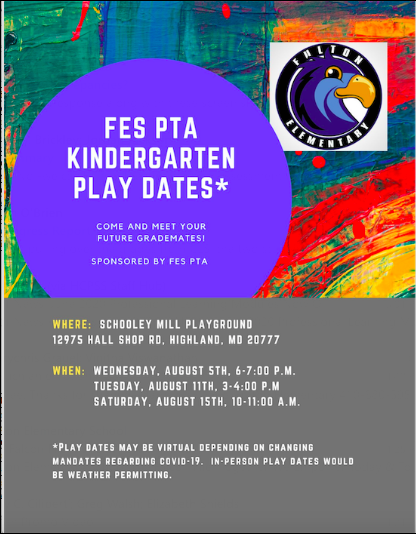 FULTON
ELEMENTARY
FES PTA
KINDERGARTEN
PLAY DATES*
COME AND MEET YOUR
FUTURE GRADEMATES!
SPONSORED BY FES PTA
WHERE: SCHOOLEY MILL PLAYGROUND
12975 HALL SHOP RD, HIGHLAND, MD 20777
WHEN: WEDNESDAY, AUGUST 5TH, 6-7:00 P.M.
TUESDAY, AUGUST 11TH, 3-4:00 P.M
SATURDAY, AUGUST 15TH, 10-11:00 A.M.
*PLAY DATES MAY BE VIRTUAL DEPENDING ON CHANGING
MANDATES REGARDING COVID-19. IN-PERSON PLAY DATES WOULD
BE WEATHER PERMITTING.